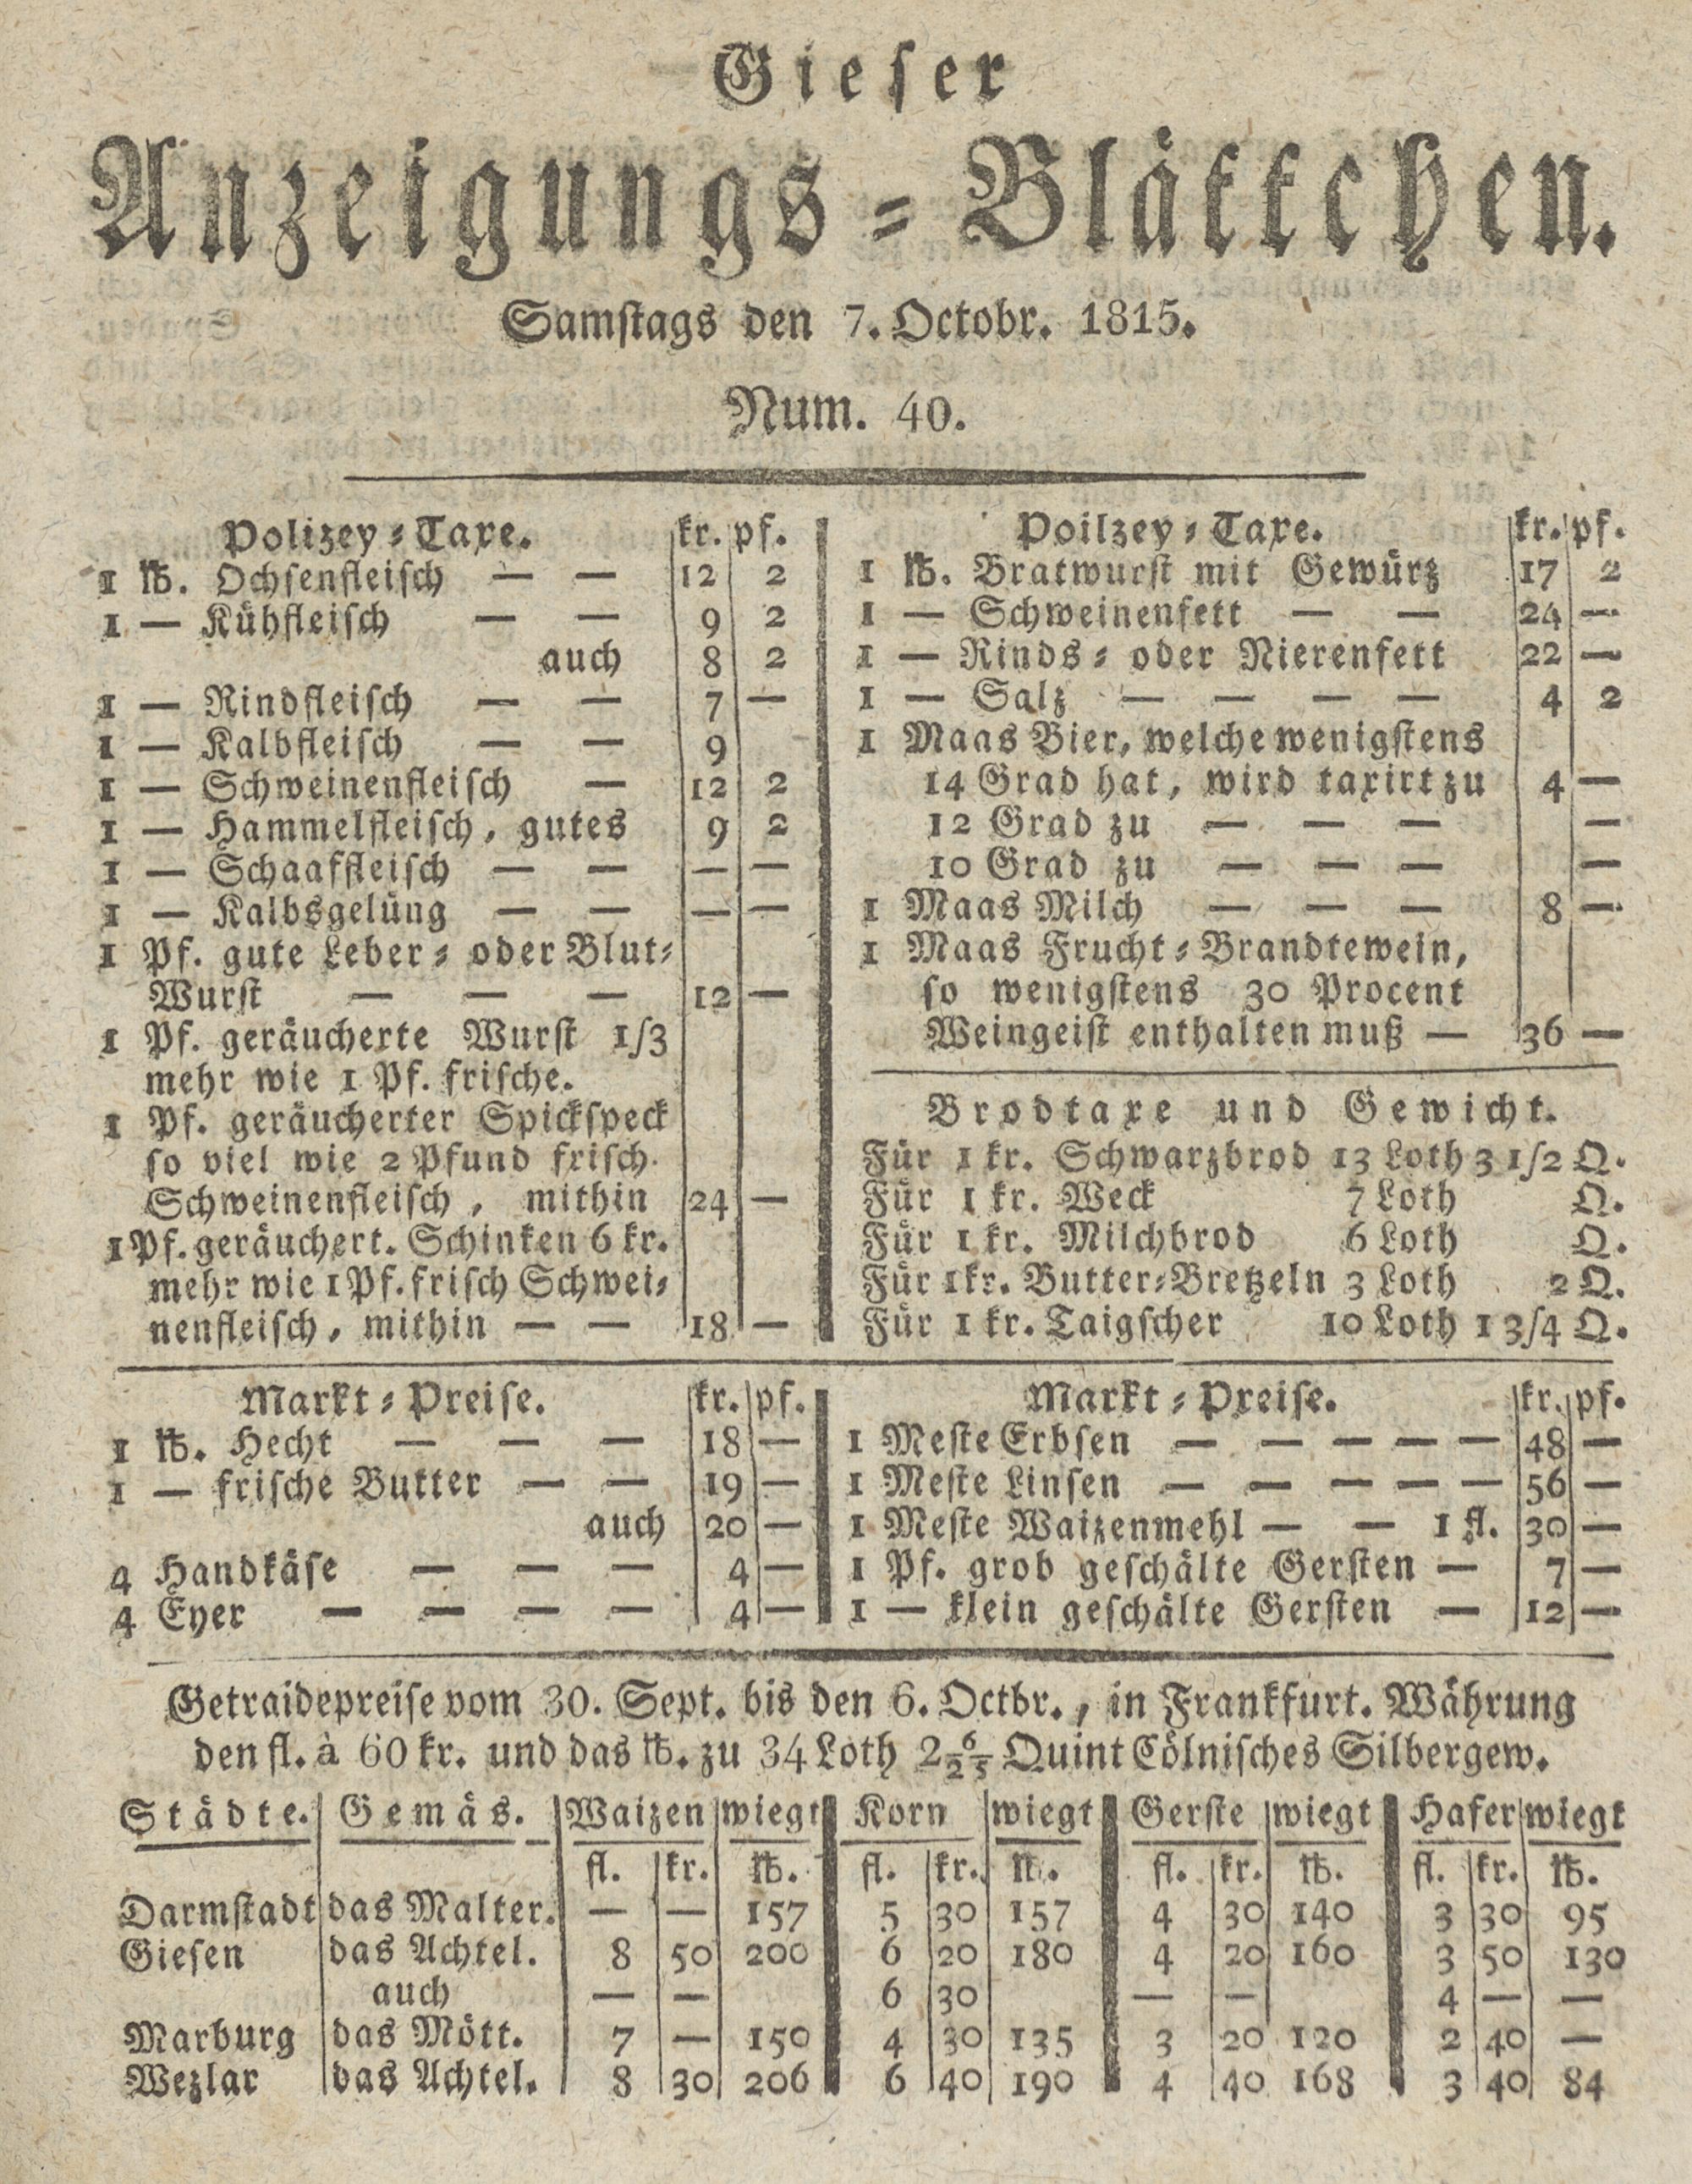 Gieser
Anzeigungs-Blättchen.
Samstags den 7. Octobr. 1815.
Num. 40.
Polizey-Taxe. kr. pf.
1 ℔. Ochsenfleisch — — 12 2
1 — Kühfleisch — — 9 2
auch 8 2
1 — Rindfleisch — — 7 —
1 — Kalbfleisch — — 9
1 — Schweinenfleisch — 12 2
1 — Hammelfleisch, gutes 9 2
1 — Schaaffleisch — — — —
1 — Kalbsgelüng — — — —
1 Pf. gute Leber- oder Blut-
Wurst — — — 12 —
1 Pf. geräucherte Wurst 1/3
mehr wie 1 Pf. frische.
1 Pf. geräucherter Spickspeck
so viel wie 2 Pfund frisch
Schweinenfleisch, mithin 24 —
1 Pf. geräuchert. Schinken 6 kr.
mehr wie 1 Pf. frisch Schwei-
nenfleisch, mithin — — 18 —
Poilzey-Taxe. kr. pf.
1 ℔. Bratwurst mit Gewürz 17 2
1 — Schweinenfett — — 24 —
1 — Rinds- oder Nierenfett 22 —
1 — Salz — — — — 4 2
1 Maas Bier, welche wenigstens
14 Grad hat, wird taxirt zu 4 —
12 Grad zu — — — —
10 Grad zu — — — —
1 Maas Milch — — — 8 —
1 Maas Frucht-Brandtewein,
so wenigstens 30 Procent
Weingeist enthalten muß — 36 —
Brodtaxe und Gewicht.
Für 1 kr. Schwarzbrod 13 Loth 3 1/2 Q.
Für 1 kr. Weck 7 Loth Q.
Für 1 kr. Milchbrod 6 Loth Q.
Für 1 kr. Butter-Bretzeln 3 Loth 2 Q.
Für 1 kr. Taigscher 10 Loth 1 3/4 Q.
Markt-Preise. kr. pf.
1 ℔. Hecht — — — 18 —
1 — frische Butter — — 19 —
auch 20 —
4 Handkäse — — — 4 —
4 Eyer — — — — 4 —
Markt-Preise. kr. pf.
1 Meste Erbsen — — — — — 48 —
1 Meste Linsen — — — — — 56 —
1 Meste Waizenmehl — — 1 fl. 30 —
1 Pf. grob geschälte Gersten — 7 —
1 — klein geschälte Gersten — 12 —
Getraidepreise vom 30. Sept. bis den 6. Octbr., in Frankfurt. Währung
den fl. à 60 kr. und das ℔. zu 34 Loth 2 6/25 Quint Cölnisches Silbergew.
Städte. Gemäs. Waizen wiegt Korn wiegt Gerste wiegt Hafer wiegt
fl. kr. ℔. fl. kr. ℔. fl. kr. ℔. fl. kr. ℔.
Darmstadt das Malter. — — 157 5 30 157 4 30 140 3 30 95
Giesen das Achtel. 8 50 200 6 20 180 4 20 160 3 50 130
auch — — 6 30 — — 4 — —
Marburg das Mött. 7 — 150 4 30 135 3 20 120 2 40 —
Wezlar das Achtel. 8 30 206 6 40 190 4 40 168 3 40 84